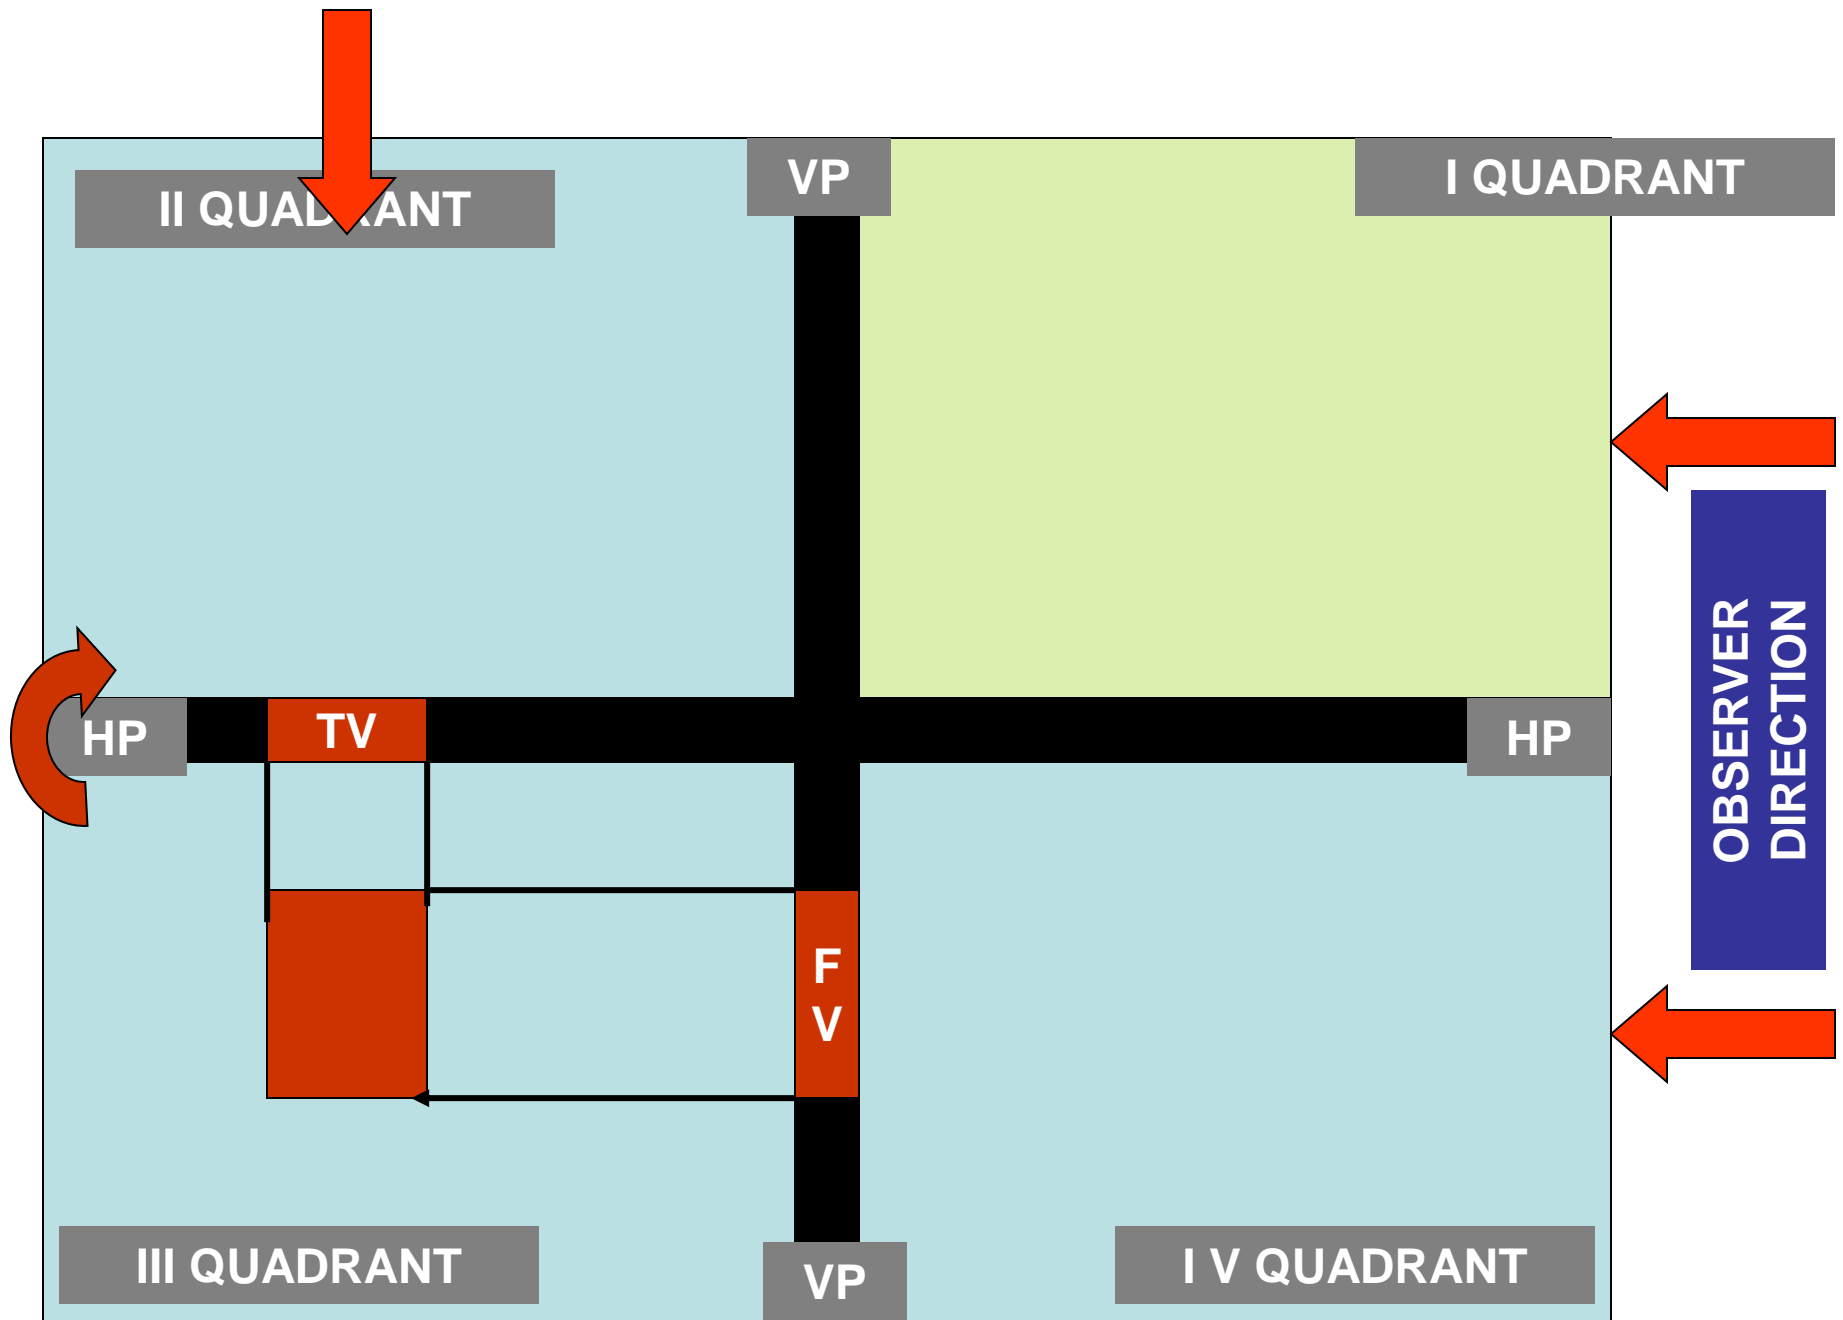 VP
I QUADRANT
II QUADRANT
HP
TV
HP
OBSERVER
DIRECTION
F
V
III QUADRANT
VP
I V QUADRANT